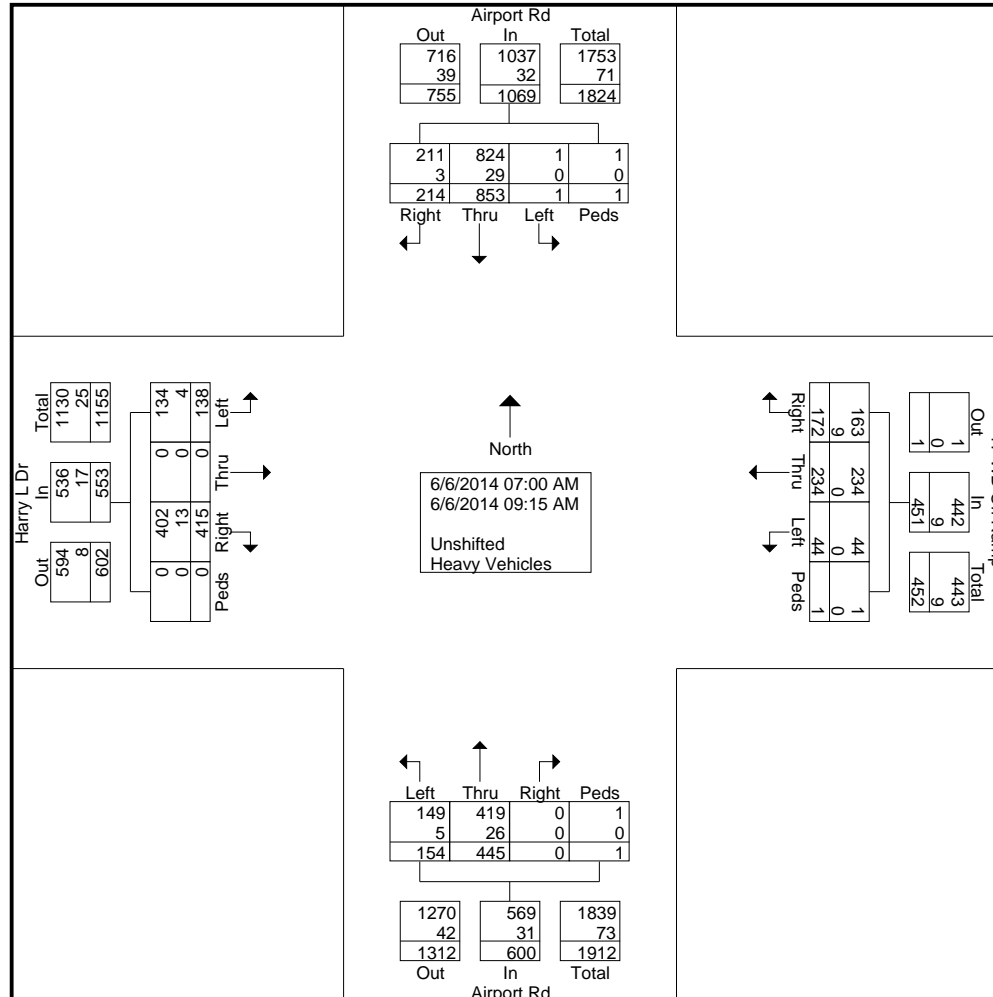 Airport Rd
Out In Total
716 1037 1753
39 32 71
755 1069 1824
211 824 1 1
3 29 0 0
214 853 1 1
Right Thru Left Peds
Harry L Dr
Total In Out
1130 536 594
25 17 8
1155 553 602
134 0 402 0
4 0 13 0
138 0 415 0
Left Thru Right Peds
North
6/6/2014 07:00 AM
6/6/2014 09:15 AM
Unshifted
Heavy Vehicles
Out In Total
1 442 443
0 9 9
1 451 452
163 234 44 1
9 0 0 0
172 234 44 1
Right Thru Left Peds
Left Thru Right Peds
149 419 0 1
5 26 0 0
154 445 0 1
1270 569 1839
42 31 73
1312 600 1912
Out In Total
Airport Rd